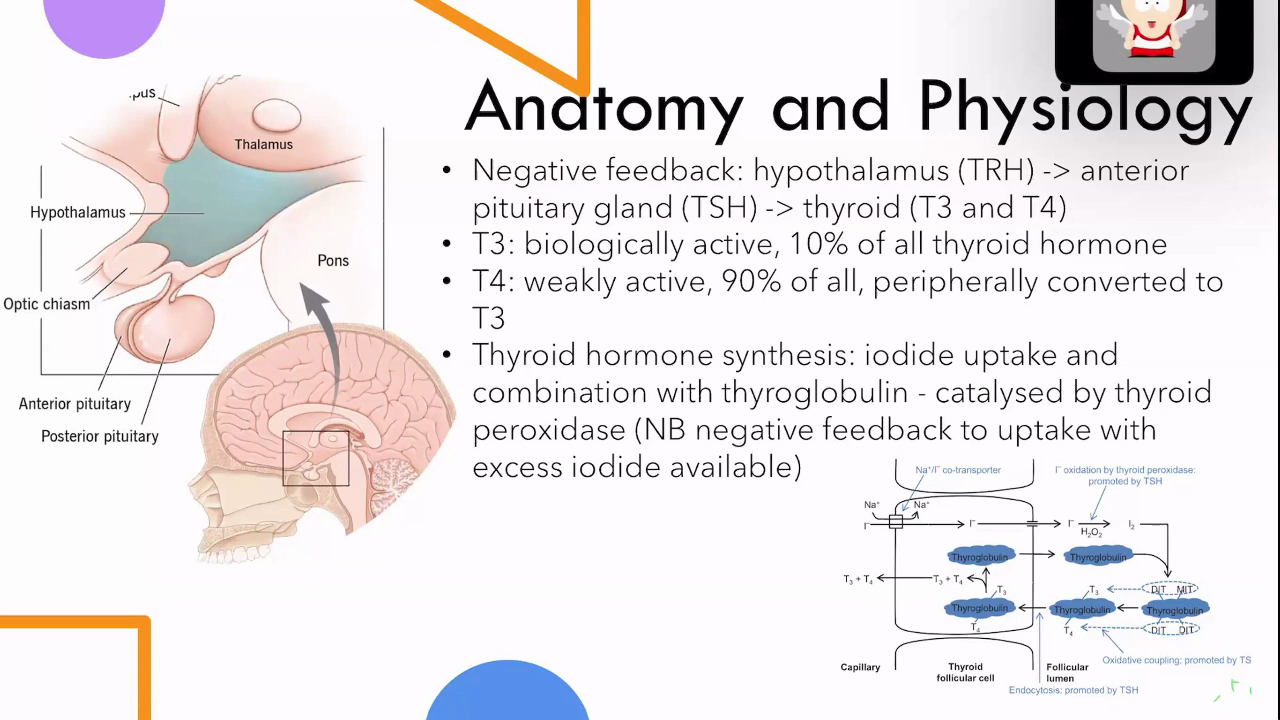 Anatomy and Physiology
• Negative feedback: hypothalamus (TRH) -> anterior
pituitary gland (TSH) -> thyroid (T3 and T4)
• T3: biologically active, 10% of all thyroid hormone
• T4: weakly active, 90% of all, peripherally converted to
T3
• Thyroid hormone synthesis: iodide uptake and
combination with thyroglobulin - catalysed by thyroid
peroxidase (NB negative feedback to uptake with
excess iodide available)
Thalamus
Hypothalamus
Pons
Optic chiasm
Anterior pituitary
Posterior pituitary
Na⁺/I⁻ co-transporter
I⁻ oxidation by thyroid peroxidase:
promoted by TSH
Na⁺ Na⁺
I⁻ I⁻ I⁻ I₂
H₂O₂
Thyroglobulin Thyroglobulin
T₃ + T₄ T₃ + T₄
T₃ T₃ DIT MIT
Thyroglobulin Thyroglobulin Thyroglobulin
T₄ T₄ DIT DIT
Oxidative coupling; promoted by TS
Capillary
Thyroid
follicular cell
Follicular
lumen
Endocytosis; promoted by TSH